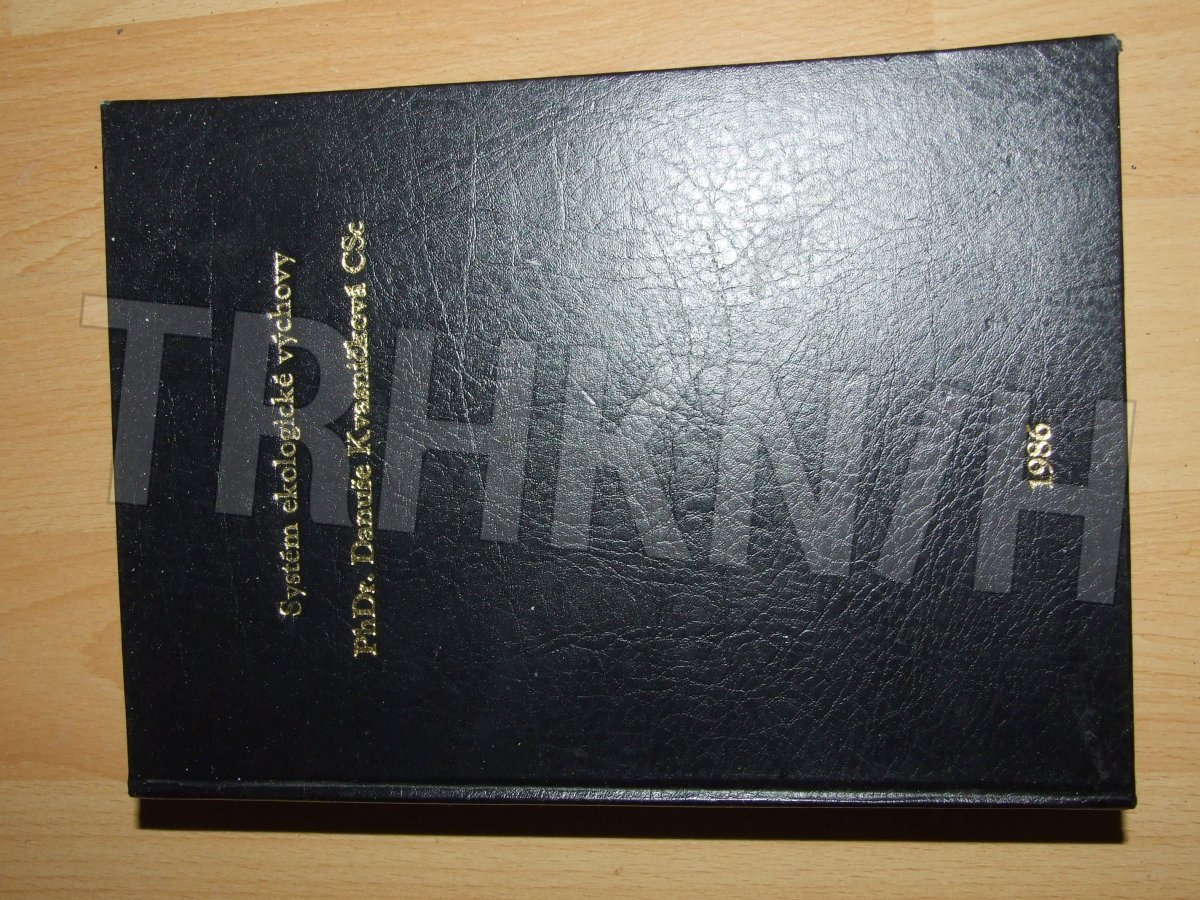 Systém ekologické výchovy
PhDr. Danuše Kvasničková CSc
1986
TRHKNIH